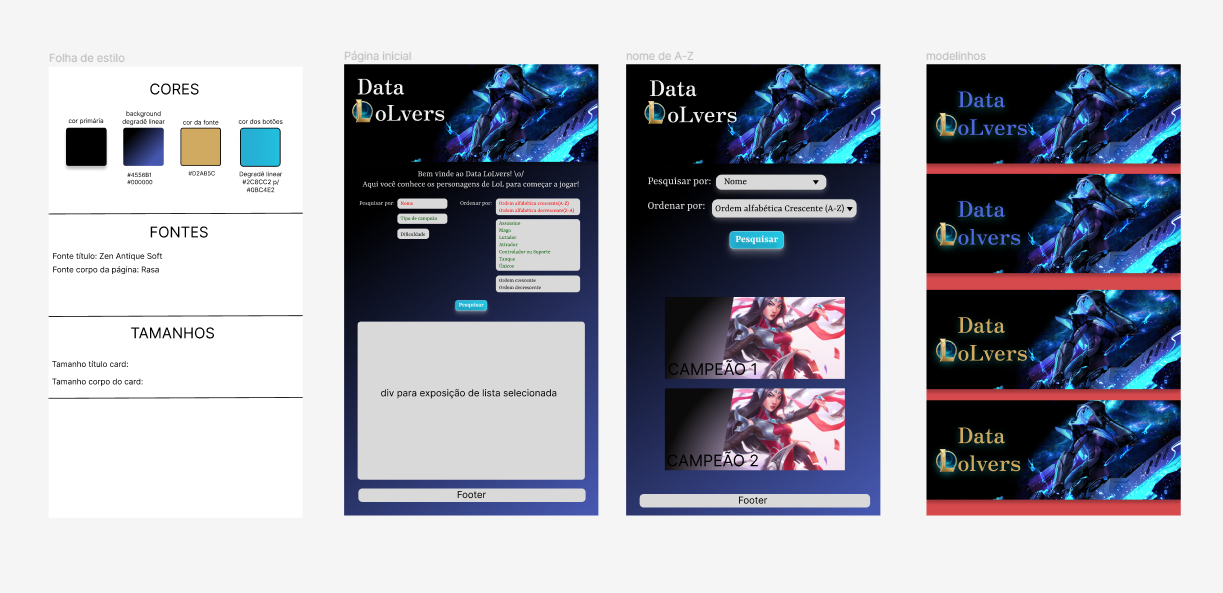 Folha de estilo
CORES
cor primária
background
degradê linear
#4556B1
#000000
cor da fonte
#D2AB5C
cor dos botões
Degradê linear
#2C8CC2 p/
#0BC4E2
FONTES
Fonte título: Zen Antique Soft
Fonte corpo da página: Rasa
TAMANHOS
Tamanho título card:
Tamanho corpo do card:
Página inicial
Data
LoLvers
Bem vinde ao Data LoLvers! \o/
Aqui você conhece os personagens de LoL para começar a jogar!
Pesquisar por:
Nome
Tipo de campeão
Dificuldade
Ordenar por:
Ordem alfabética crescente(A-Z)
Ordem alfabética decrescente(Z-A)
Assassino
Mago
Lutador
Atirador
Controlador ou Suporte
Tanque
Únicos
Ordem crescente
Ordem decrescente
Pesquisar
div para exposição de lista selecionada
Footer
nome de A-Z
Data
LoLvers
Pesquisar por:
Nome
Ordenar por:
Ordem alfabética Crescente (A-Z)
Pesquisar
CAMPEÃO 1
CAMPEÃO 2
Footer
modelinhos
Data
LoLvers
Data
Lolvers
Data
LoLvers
Data
Lolvers